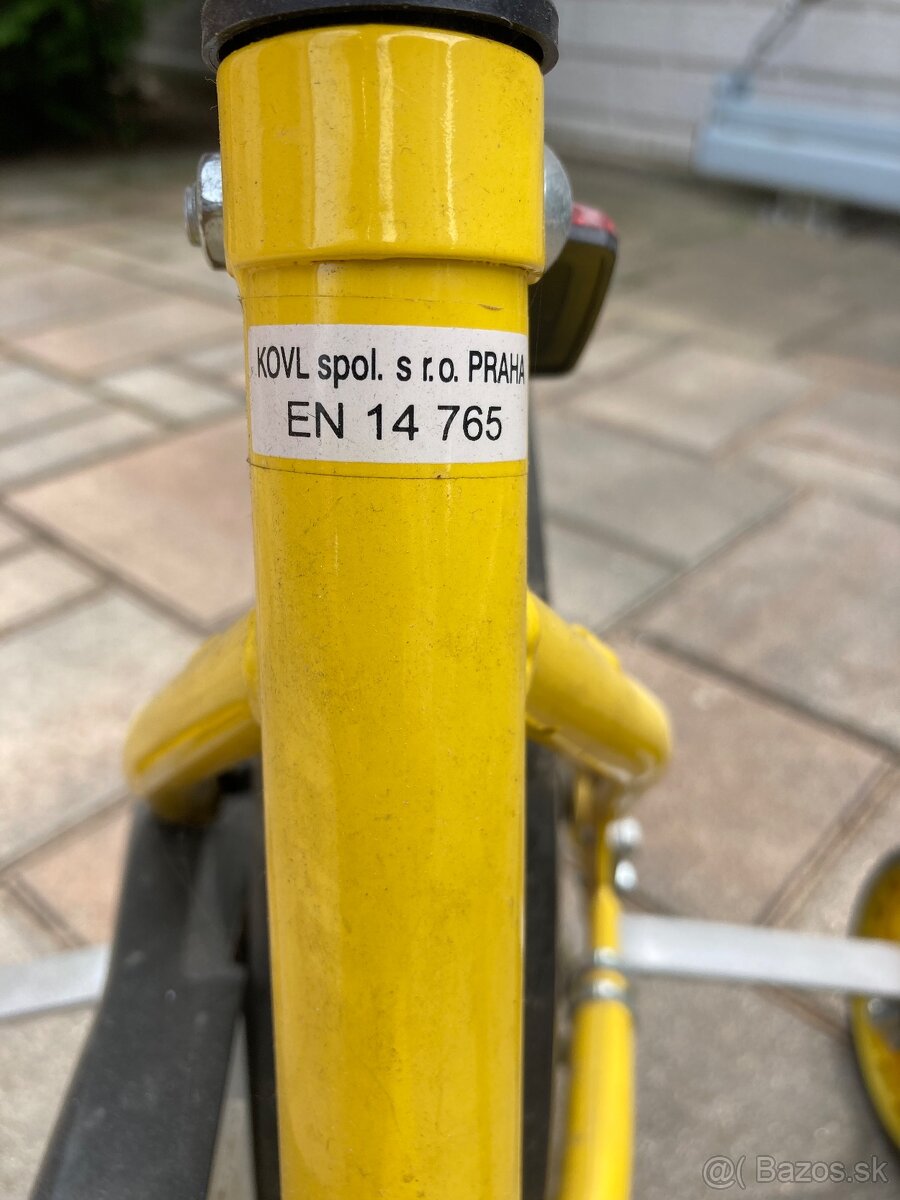 KOVL spol. s r.o. PRAHA
EN 14 765
@( Bazos.sk